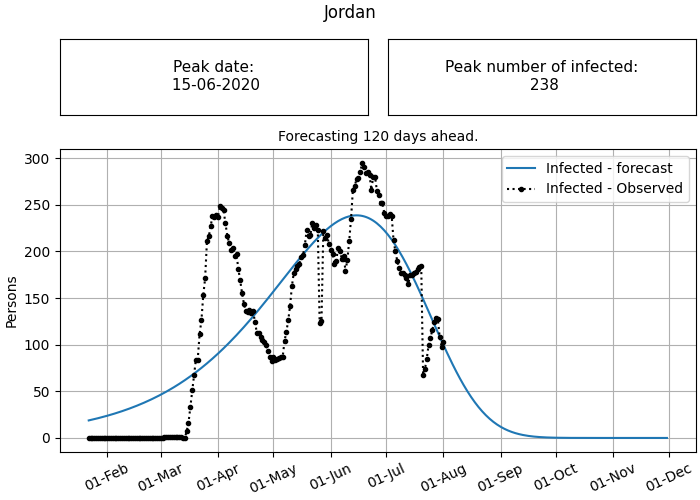 Jordan
Peak date:
15-06-2020
Peak number of infected:
238
Forecasting 120 days ahead.
Infected - forecast
Infected - Observed
Persons
300
250
200
150
100
50
0
01-Feb
01-Mar
01-Apr
01-May
01-Jun
01-Jul
01-Aug
01-Sep
01-Oct
01-Nov
01-Dec